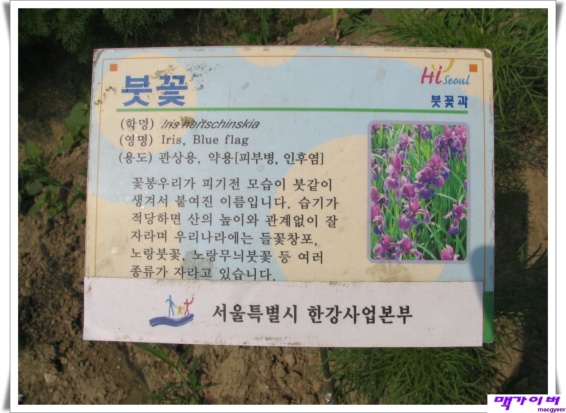 Hi Seoul
붓꽃
붓꽃과
(학명) Iris nertschinskia
(영명) Iris, Blue flag
(용도) 관상용, 약용[피부병, 인후염]
꽃봉우리가 피기전 모습이 붓같이
생겨서 붙여진 이름입니다. 습기가
적당하면 산의 높이와 관계없이 잘
자라며 우리나라에는 들꽃창포,
노랑붓꽃, 노랑무늬붓꽃 등 여러
종류가 자라고 있습니다.
서울특별시 한강사업본부
맥가이버
macgyver